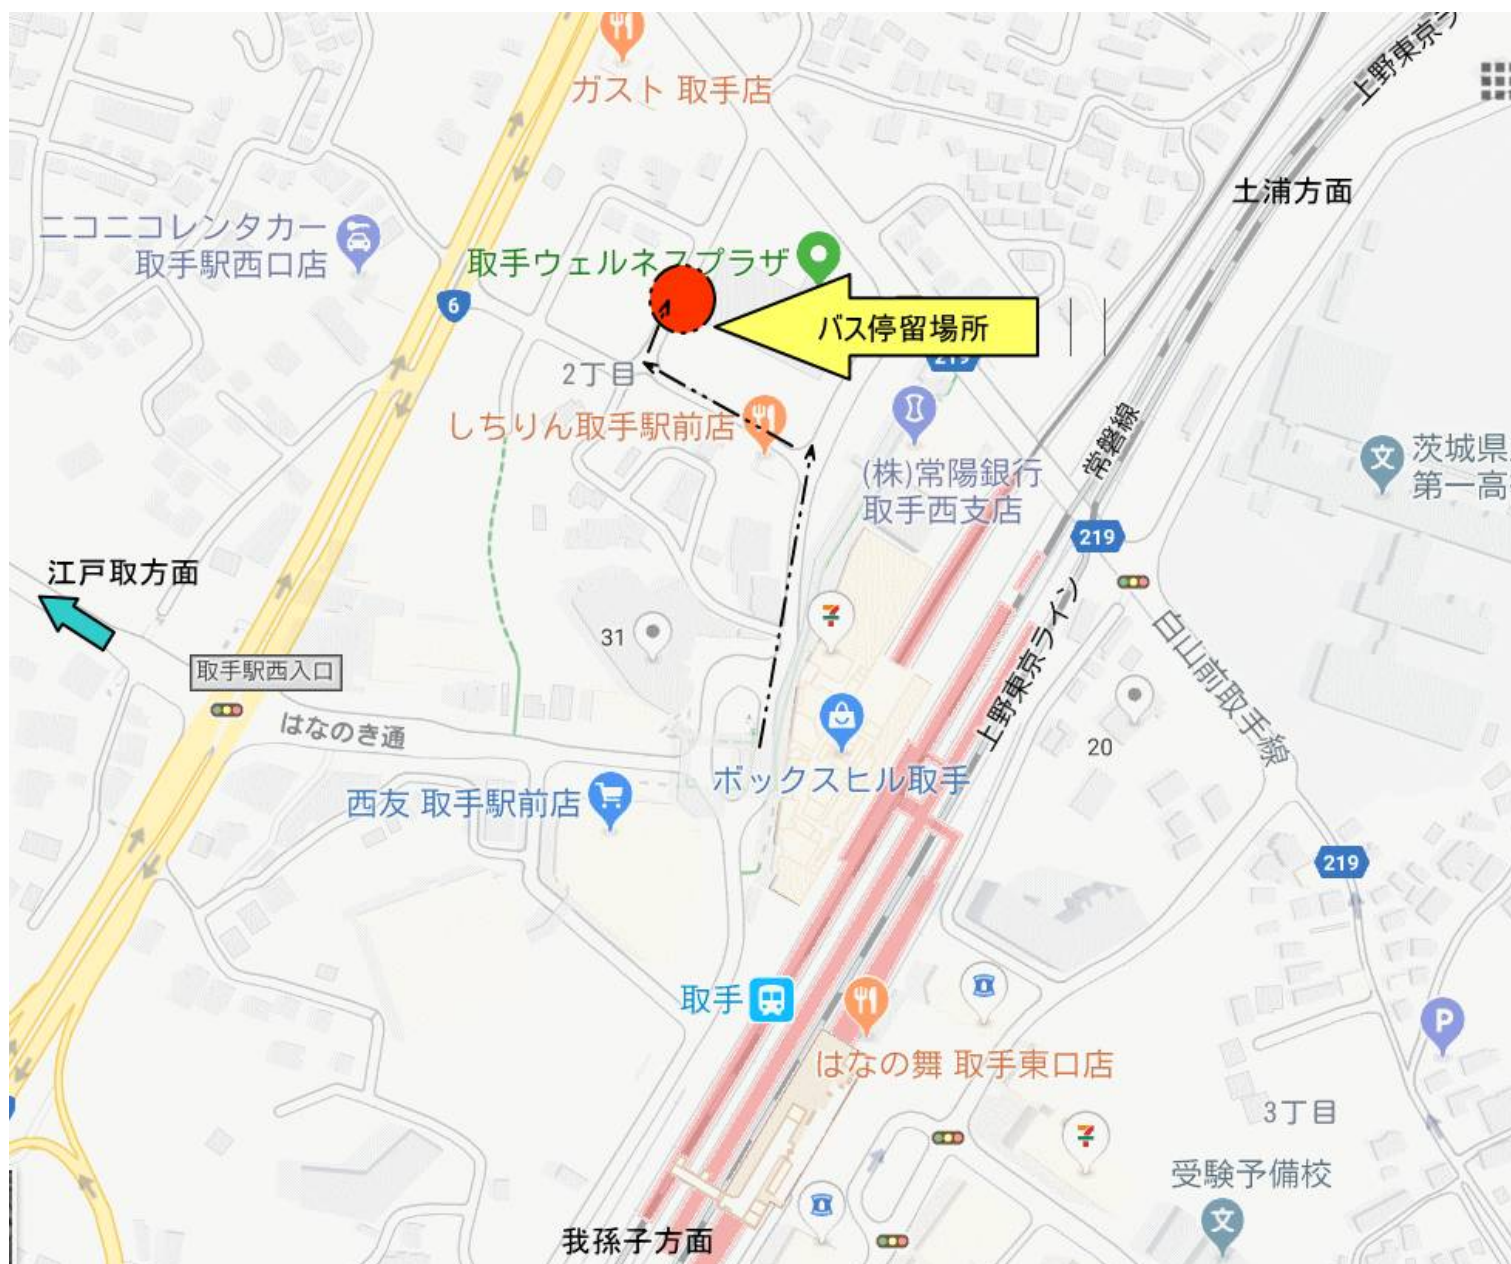 上野東京ラ
ガスト 取手店
土浦方面
ニコニコレンタカー
取手駅西口店
取手ウェルネスプラザ
6
バス停留場所
219
2丁目
しちりん取手駅前店
常磐線
(株)常陽銀行
取手西支店
文
茨城県
第一高
219
江戸取方面
7
31
上野東京ライン
白山前取手線
取手駅西入口
はなのき通
20
ボックスヒル取手
西友 取手駅前店
219
取手
はなの舞 取手東口店
P
3丁目
7
受験予備校
文
我孫子方面